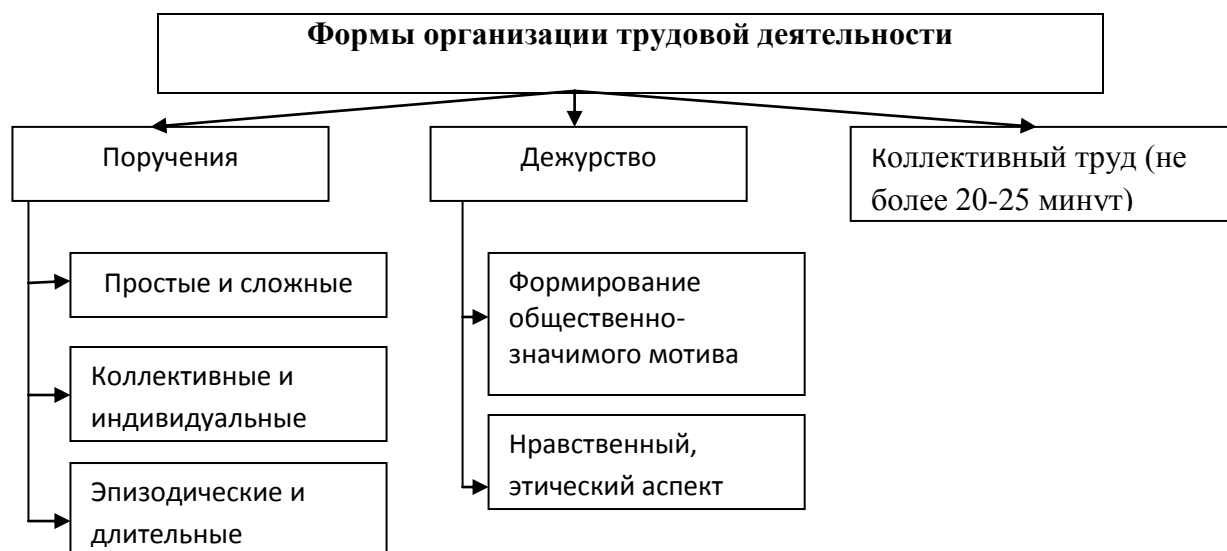 Формы организации трудовой деятельности
Поручения
Дежурство
Коллективный труд (не
более 20-25 минут)
Простые и сложные
Коллективные и
индивидуальные
Эпизодические и
длительные
Формирование
общественно-
значимого мотива
Нравственный,
этический аспект